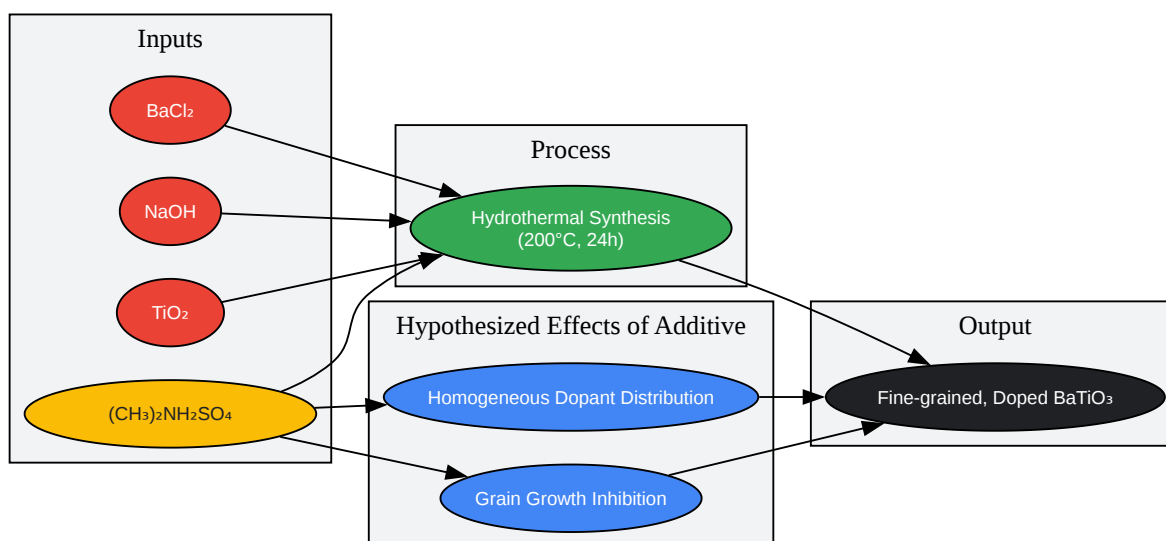 Inputs
BaCl₂
NaOH
TiO₂
(CH₃)₂NH₂SO₄
Process
Hydrothermal Synthesis
(200°C, 24h)
Hypothesized Effects of Additive
Homogeneous Dopant Distribution
Grain Growth Inhibition
Output
Fine-grained, Doped BaTiO₃